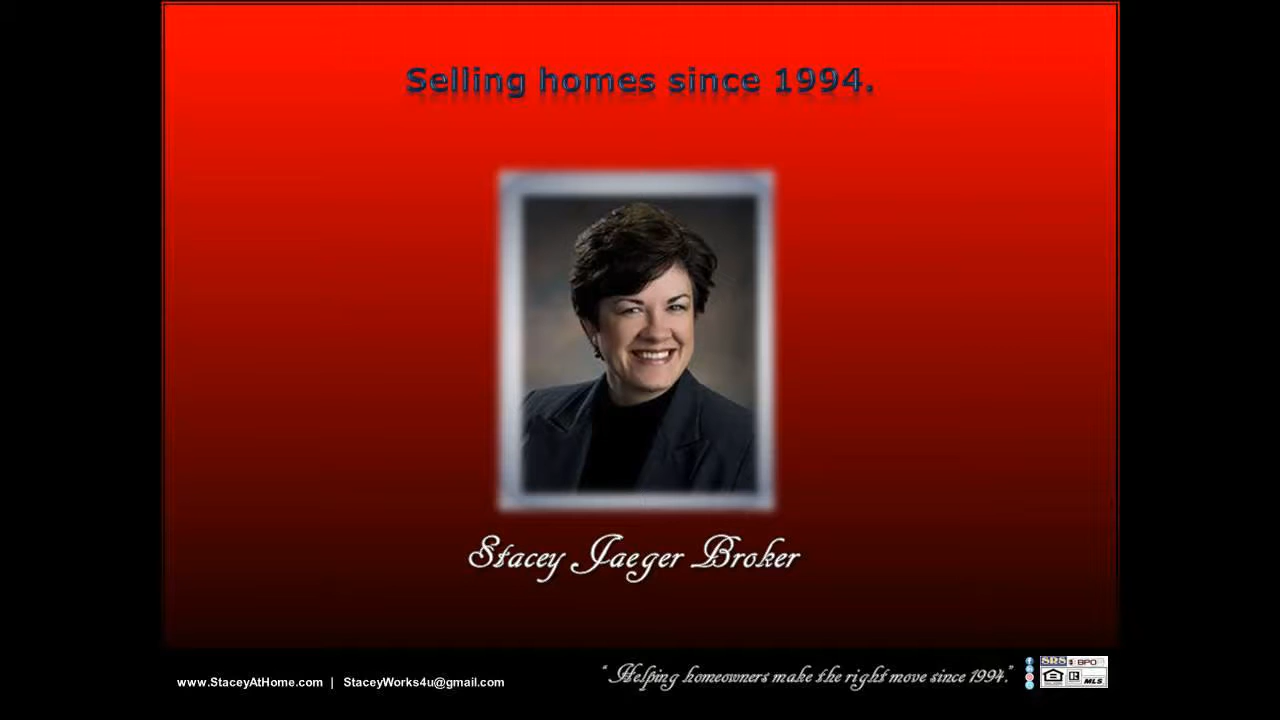 Selling homes since 1994.
Stacey Jaeger Broker
www.StaceyAtHome.com | StaceyWorks4u@gmail.com
“Helping homeowners make the right move since 1994.”
SRS BPO
R MLS